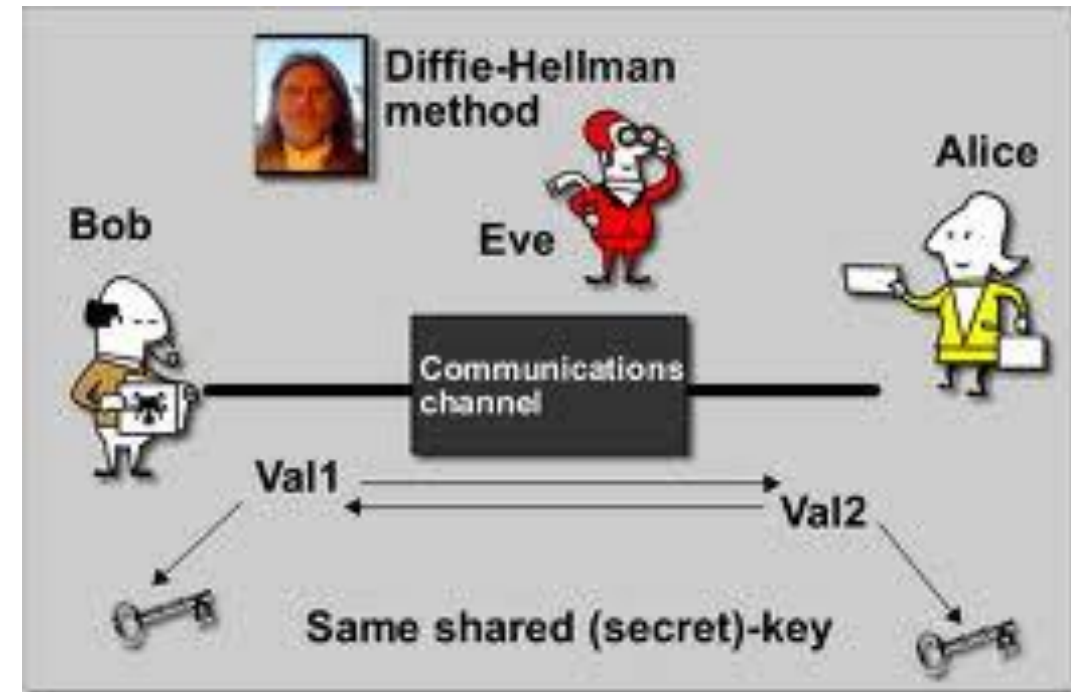 Diffie-Hellman
method
Alice
Bob
Eve
Communications
channel
Val1
Val2
Same shared (secret)-key